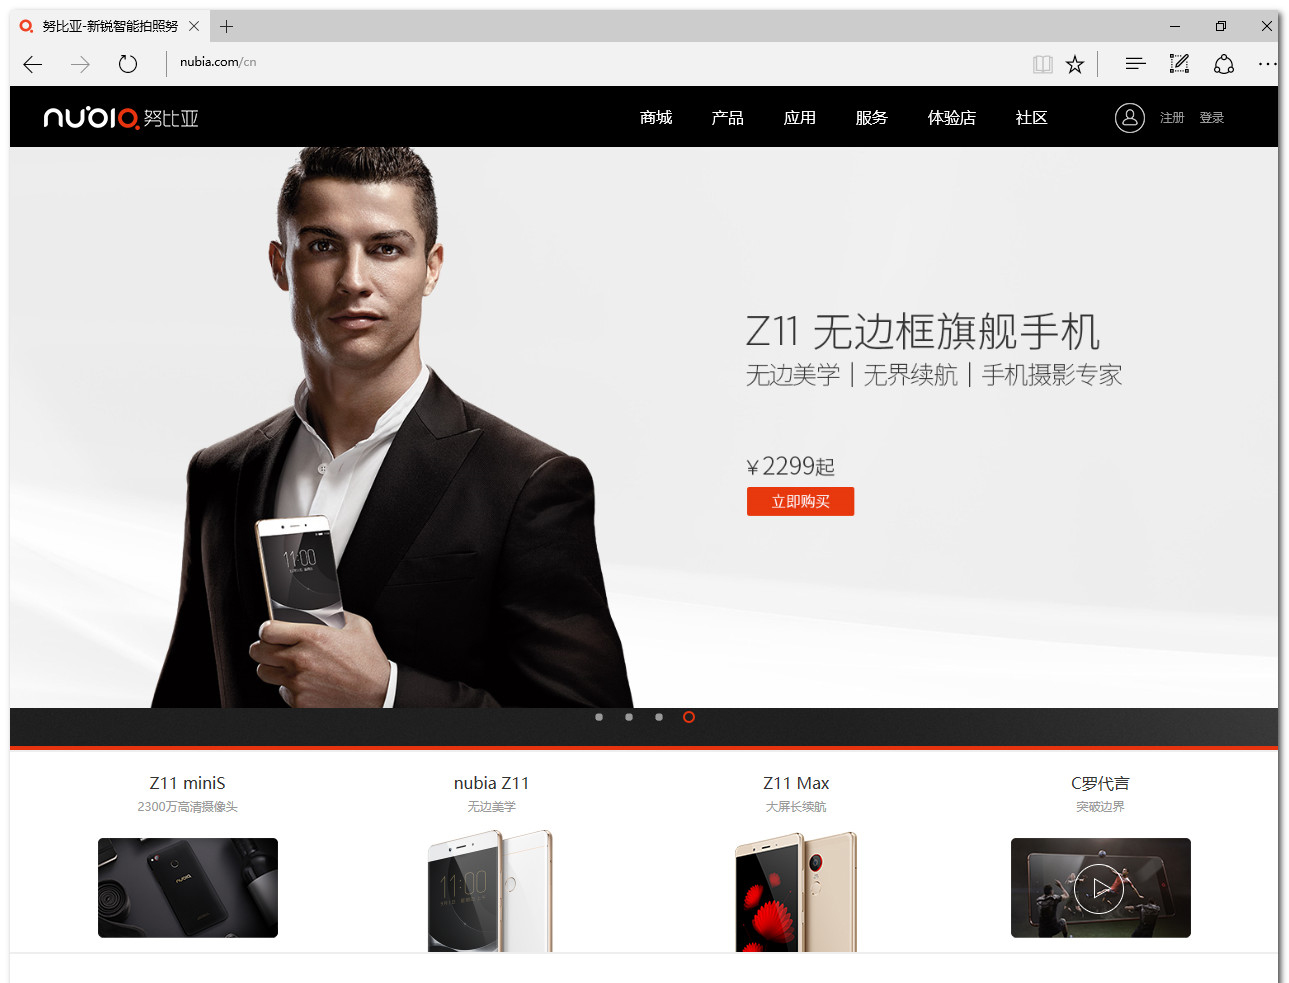 努比亚-新锐智能拍照努
nubia.com/cn
nubia 努比亚
商城 产品 应用 服务 体验店 社区 注册 登录
Z11 无边框旗舰手机
无边美学 | 无界续航 | 手机摄影专家
¥2299起
立即购买
11:00
Z11 miniS
2300万高清摄像头
nubia Z11
无边美学
Z11 Max
大屏长续航
C罗代言
突破边界
nubia
11:00